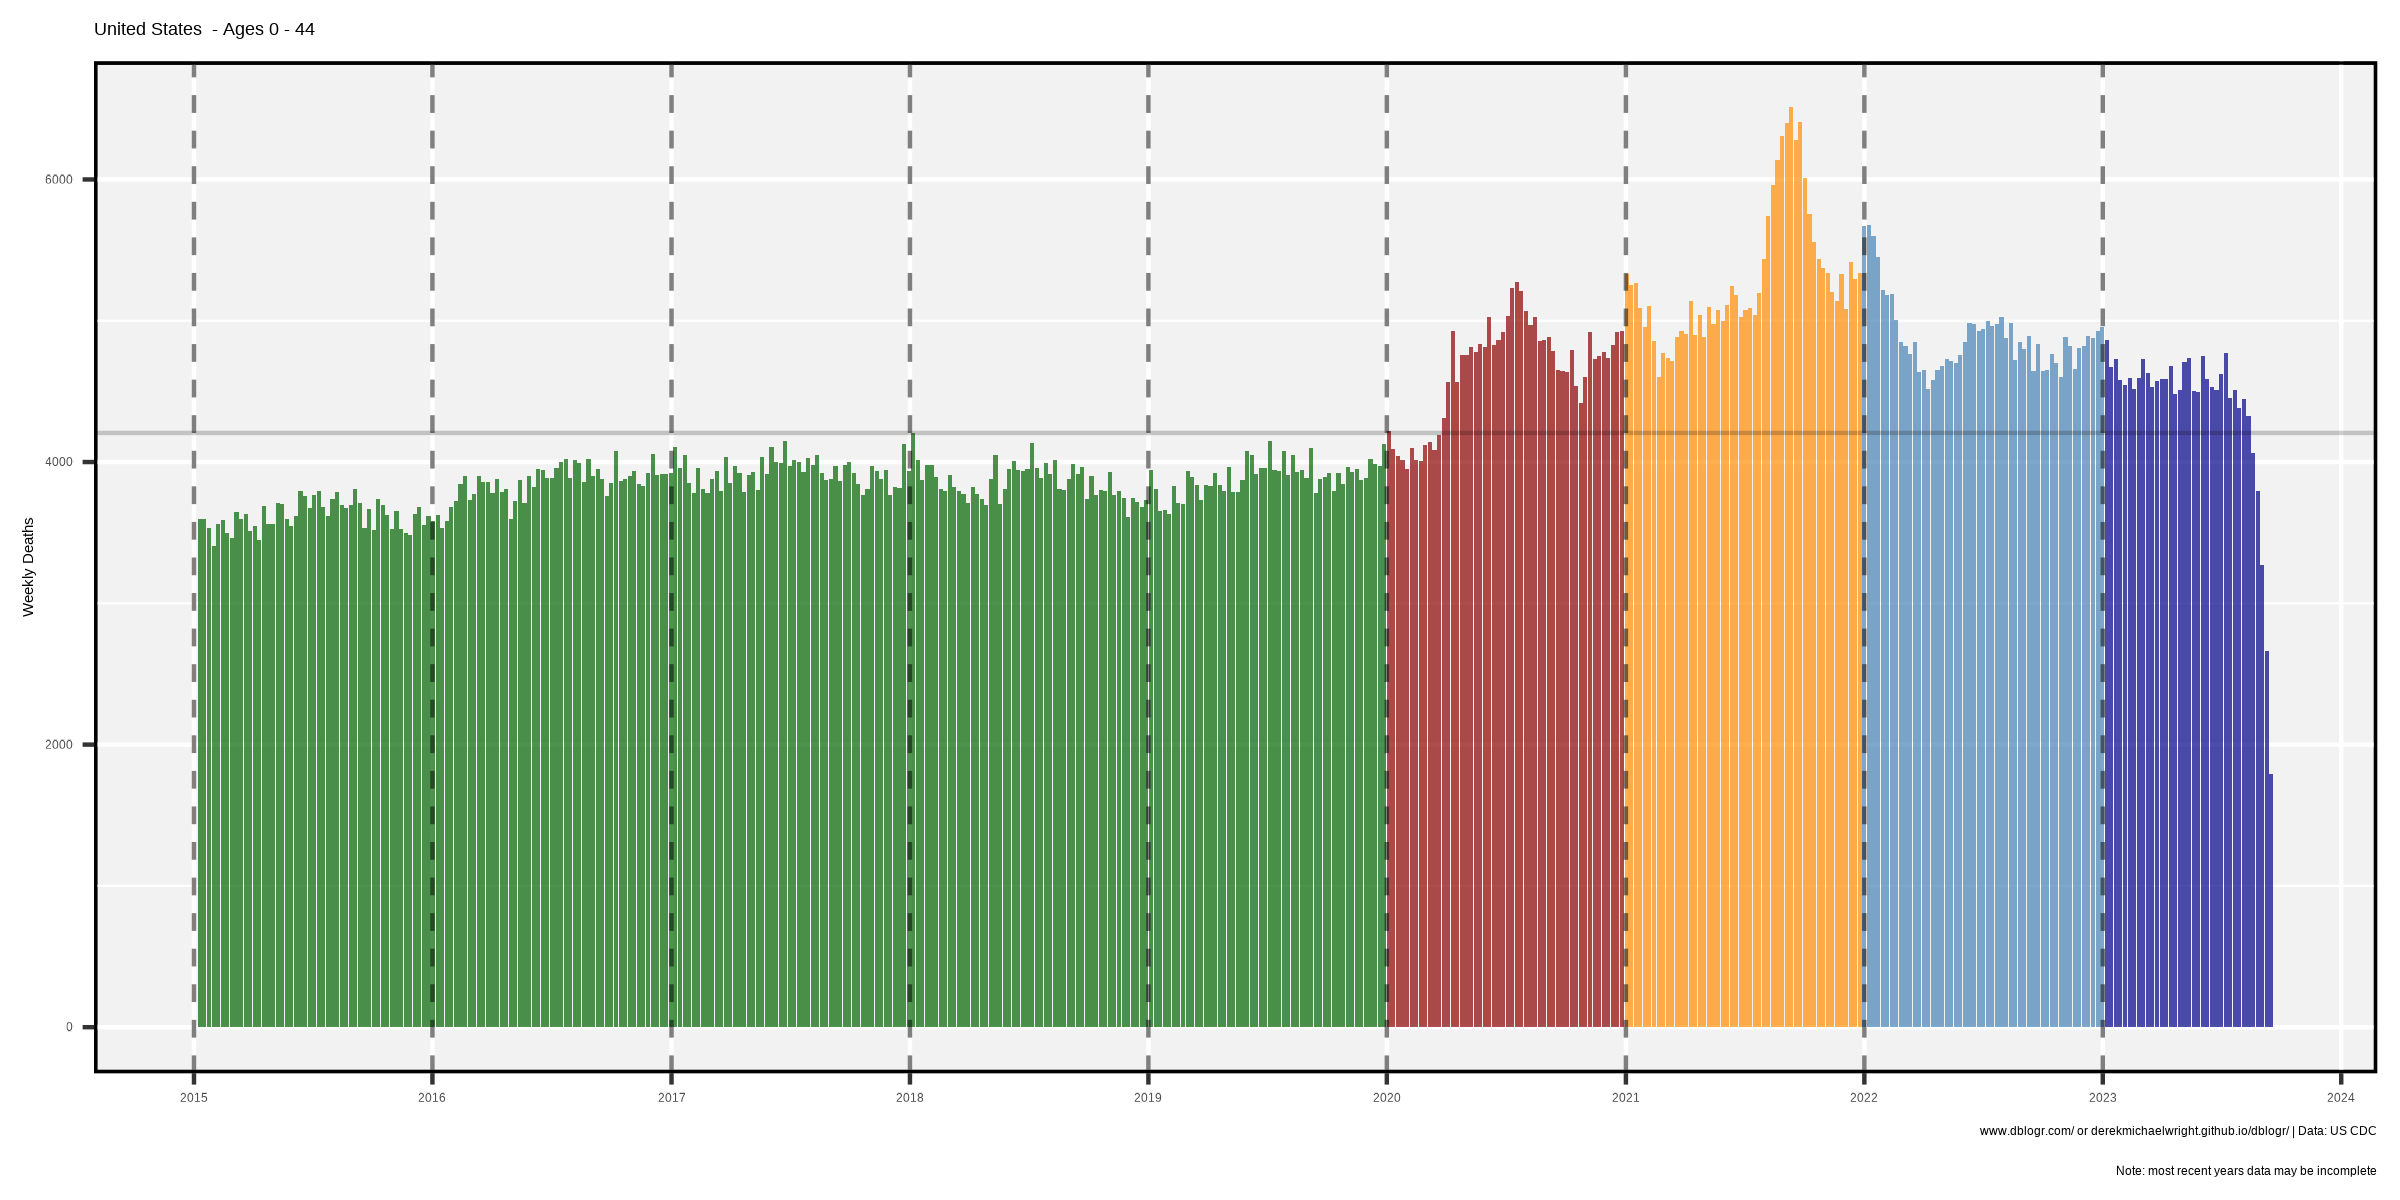 United States  - Ages 0 - 44
Weekly Deaths
6000
4000
2000
0
2015 2016 2017 2018 2019 2020 2021 2022 2023 2024
www.dblogr.com/ or derekmichaelwright.github.io/dblogr/ | Data: US CDC
Note: most recent years data may be incomplete